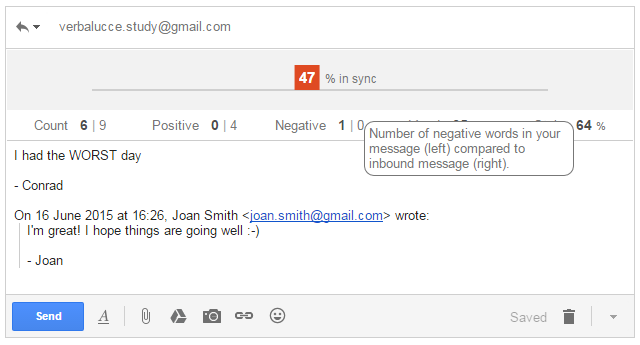 verbalucce.study@gmail.com
47 % in sync
Count 6 | 9 Positive 0 | 4 Negative 1 | 0 64 %
Number of negative words in your
message (left) compared to
inbound message (right).
I had the WORST day
- Conrad
On 16 June 2015 at 16:26, Joan Smith <joan.smith@gmail.com> wrote:
I'm great! I hope things are going well :-)
- Joan
Send A Saved